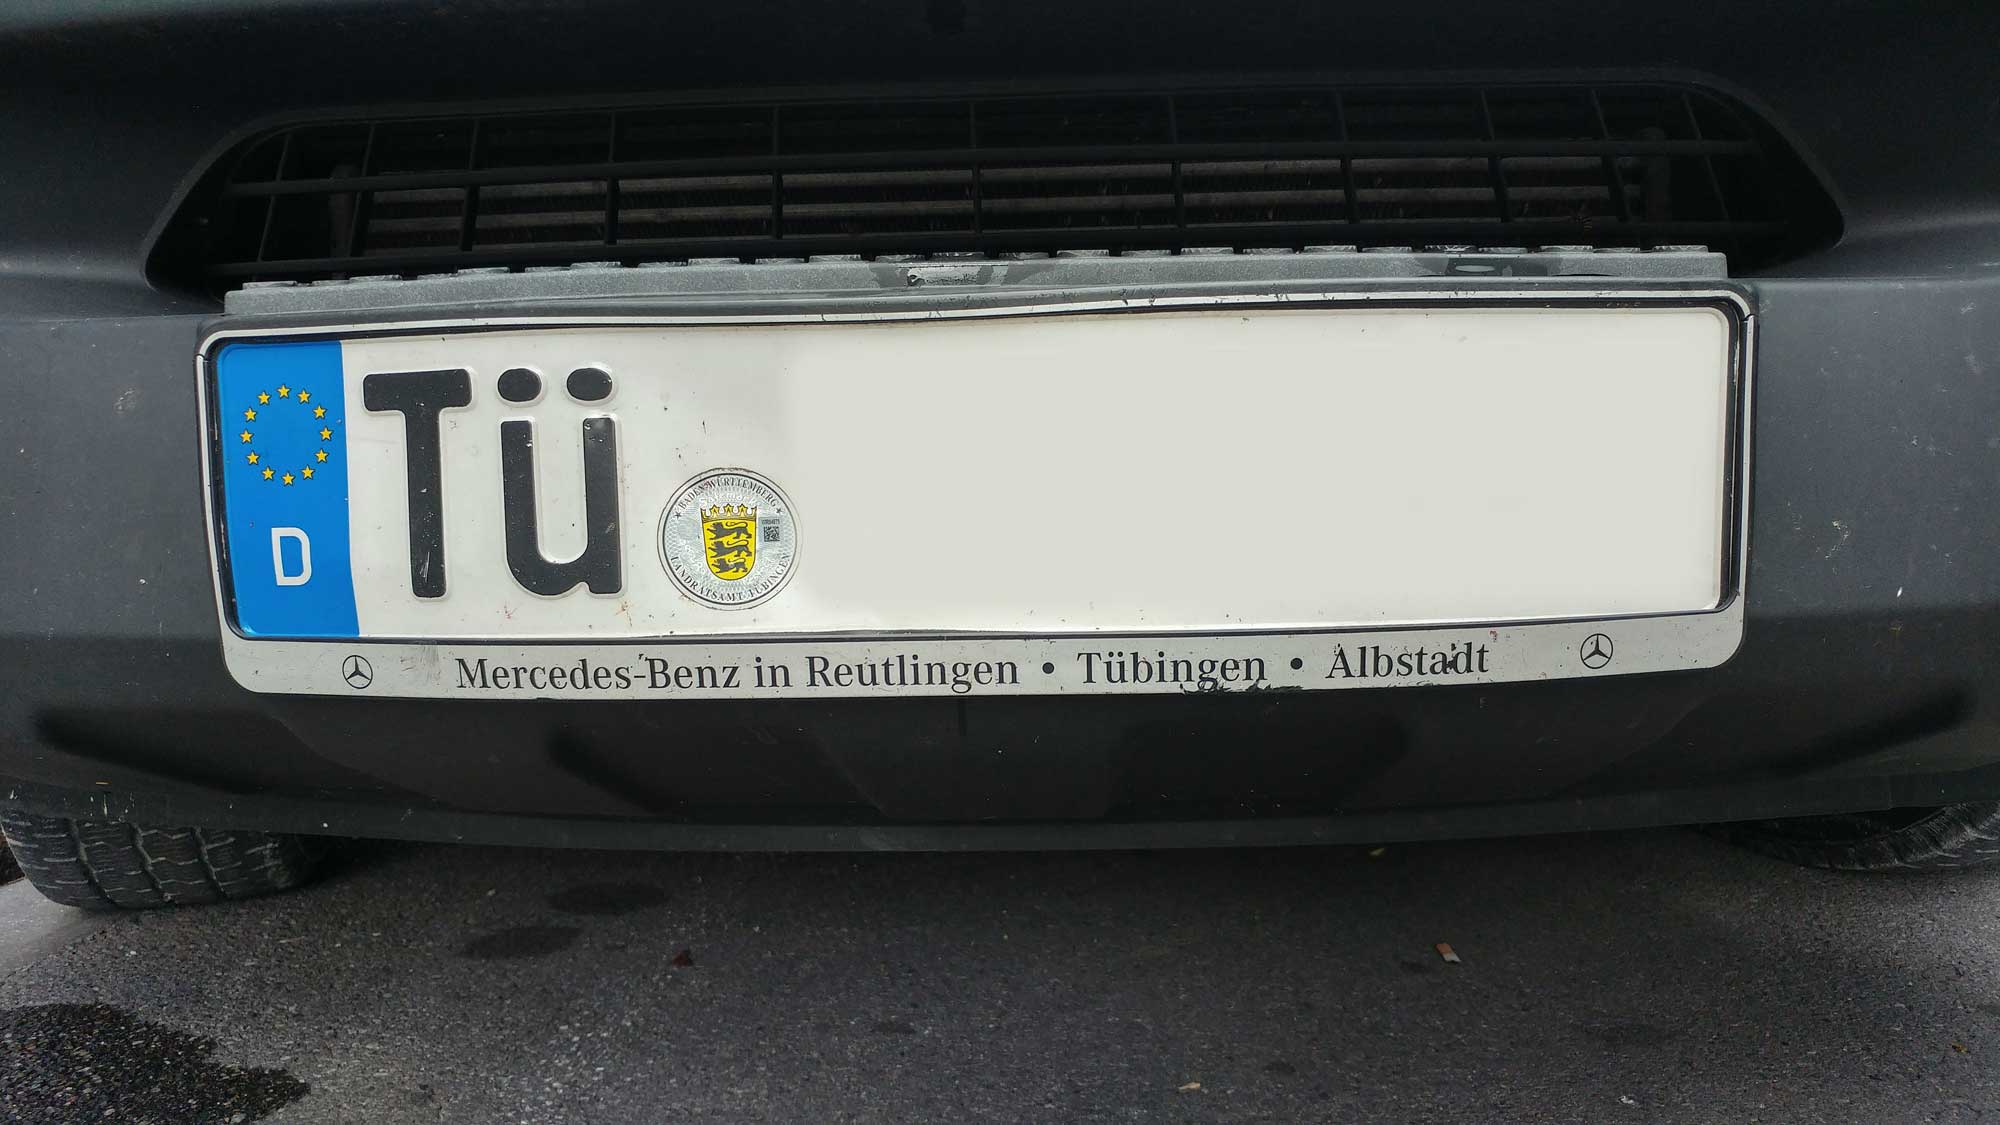 D
TÜ
BADEN-WÜRTTEMBERG
LANDRATSAMT TÜBINGEN
Mercedes-Benz in Reutlingen • Tübingen • Albstadt